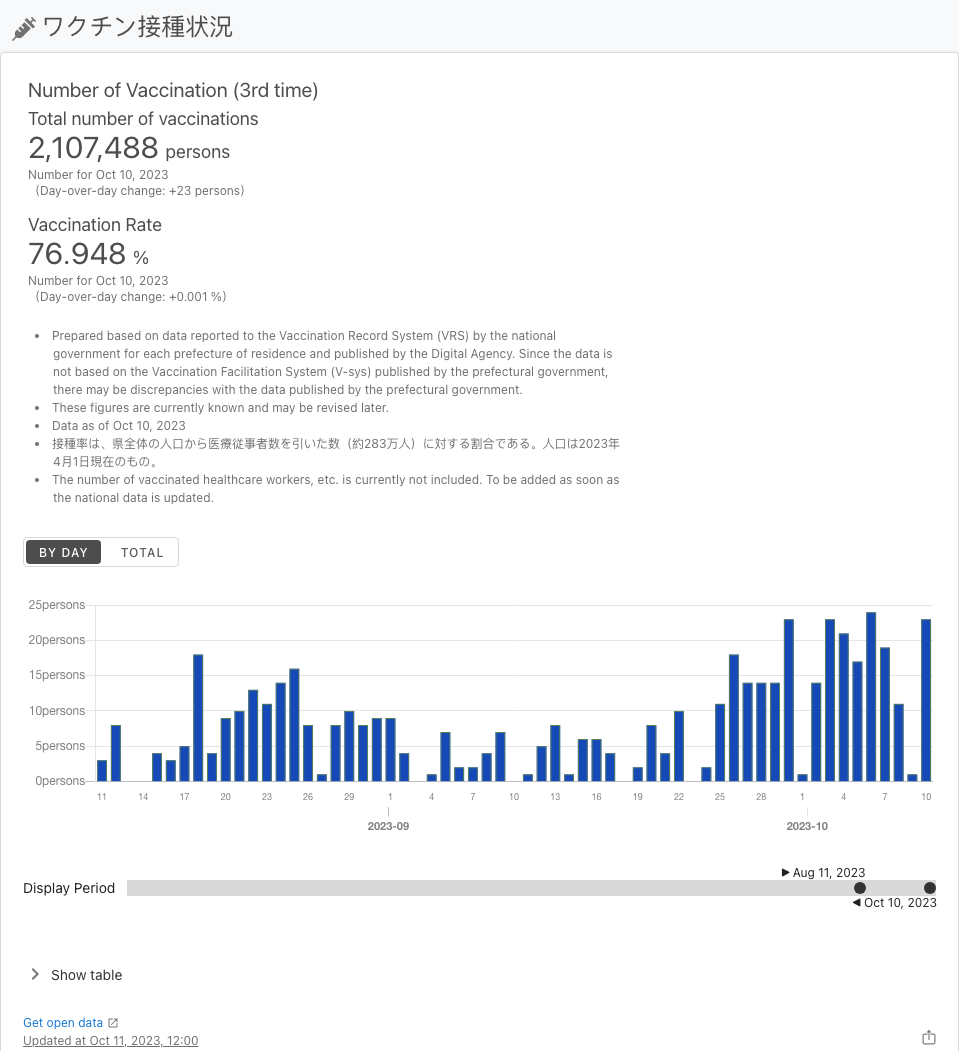 ワクチン接種状況
Number of Vaccination (3rd time)
Total number of vaccinations
2,107,488 persons
Number for Oct 10, 2023
(Day-over-day change: +23 persons)
Vaccination Rate
76.948 %
Number for Oct 10, 2023
(Day-over-day change: +0.001 %)
• Prepared based on data reported to the Vaccination Record System (VRS) by the national
government for each prefecture of residence and published by the Digital Agency. Since the data is
not based on the Vaccination Facilitation System (V-sys) published by the prefectural government,
there may be discrepancies with the data published by the prefectural government.
• These figures are currently known and may be revised later.
• Data as of Oct 10, 2023
• 接種率は、県全体の人口から医療従事者数を引いた数（約283万人）に対する割合である。人口は2023年
4月1日現在のもの。
• The number of vaccinated healthcare workers, etc. is currently not included. To be added as soon as
the national data is updated.
BY DAY TOTAL
25persons
20persons
15persons
10persons
5persons
0persons
11 14 17 20 23 26 29 1 4 7 10 13 16 19 22 25 28 1 4 7 10
2023-09 2023-10
▶ Aug 11, 2023
Display Period
◀ Oct 10, 2023
Show table
Get open data
Updated at Oct 11, 2023, 12:00